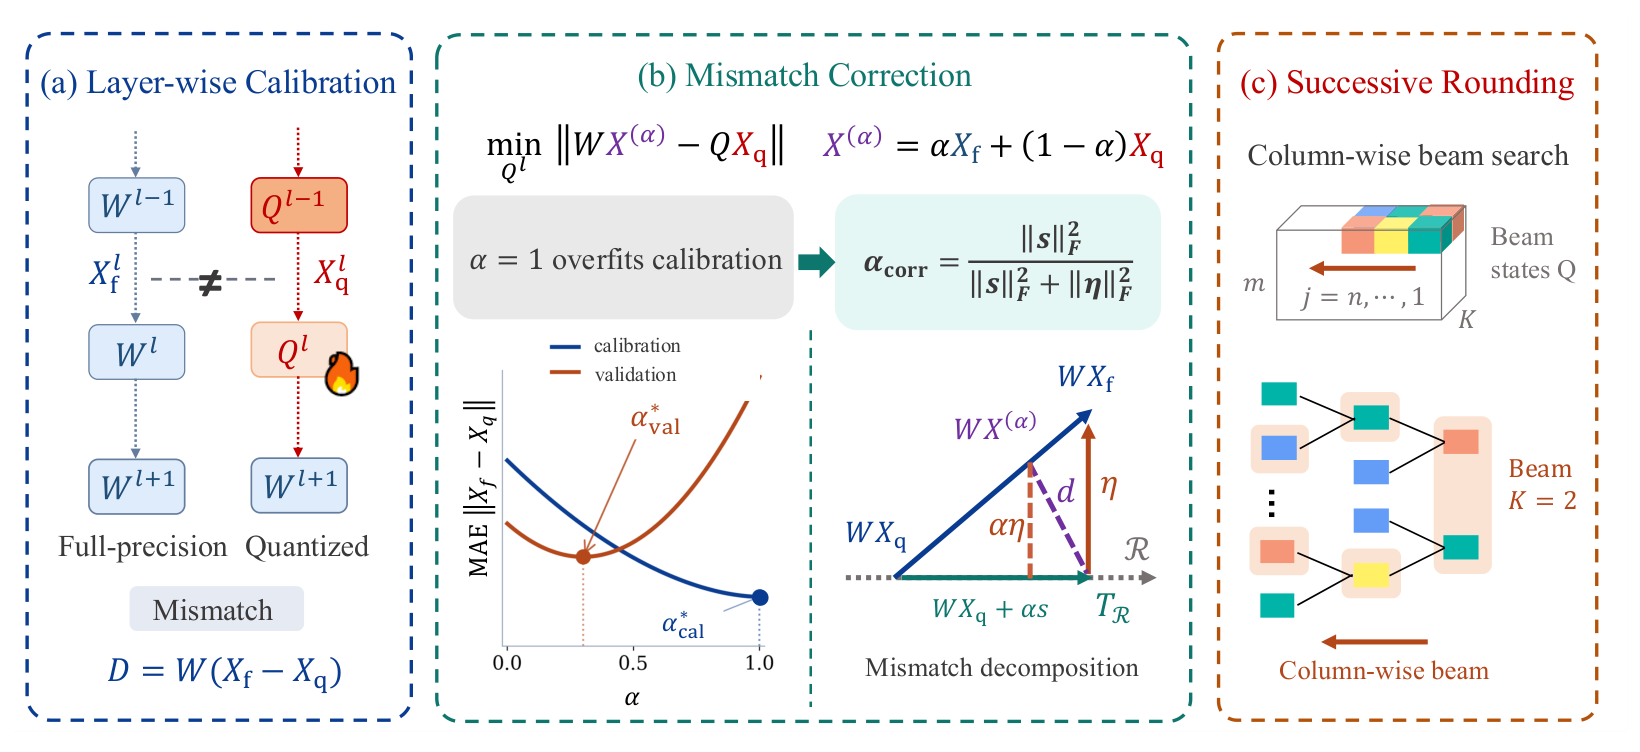 (a) Layer-wise Calibration
W^{l−1}
Q^{l−1}
X_f^l
≠
X_q^l
W^l
Q^l
W^{l+1}
W^{l+1}
Full-precision
Quantized
Mismatch
D = W(X_f − X_q)
(b) Mismatch Correction
min_{Q^l} ‖WX^{(α)} − QX_q‖
X^{(α)} = αX_f + (1 − α)X_q
α = 1 overfits calibration
α_corr = ‖s‖_F^2 / (‖s‖_F^2 + ‖η‖_F^2)
calibration
validation
MAE ‖X_f − X_q‖
α*_val
α*_cal
0.0
0.5
1.0
α
WX_f
WX^{(α)}
d
η
αη
WX_q
ℛ
WX_q + αs
T_ℛ
Mismatch decomposition
(c) Successive Rounding
Column-wise beam search
Beam
states Q
m
j = n, ⋯, 1
K
⋮
Beam
K = 2
Column-wise beam